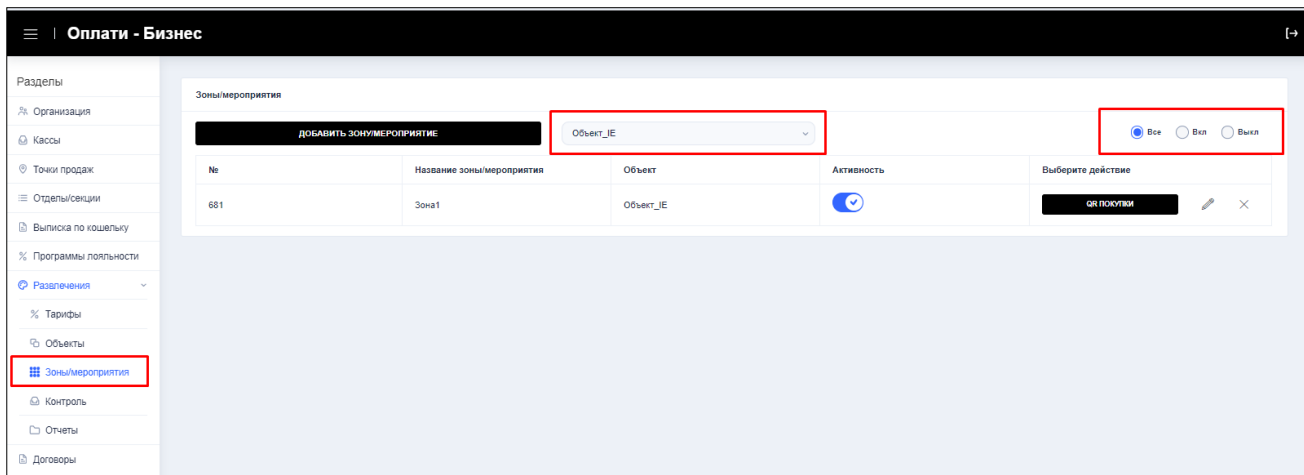 Оплати - Бизнес
Разделы
Организация
Кассы
Точки продаж
Отделы/секции
Выписка по кошельку
Программы лояльности
Развлечения
Тарифы
Объекты
Зоны/мероприятия
Контроль
Отчеты
Договоры
Зоны/мероприятия
ДОБАВИТЬ ЗОНУ/МЕРОПРИЯТИЕ Объект_IE Все Вкл Выкл
№ Название зоны/мероприятия Объект Активность Выберите действие
681 Зона1 Объект_IE QR ПОКУПКИ